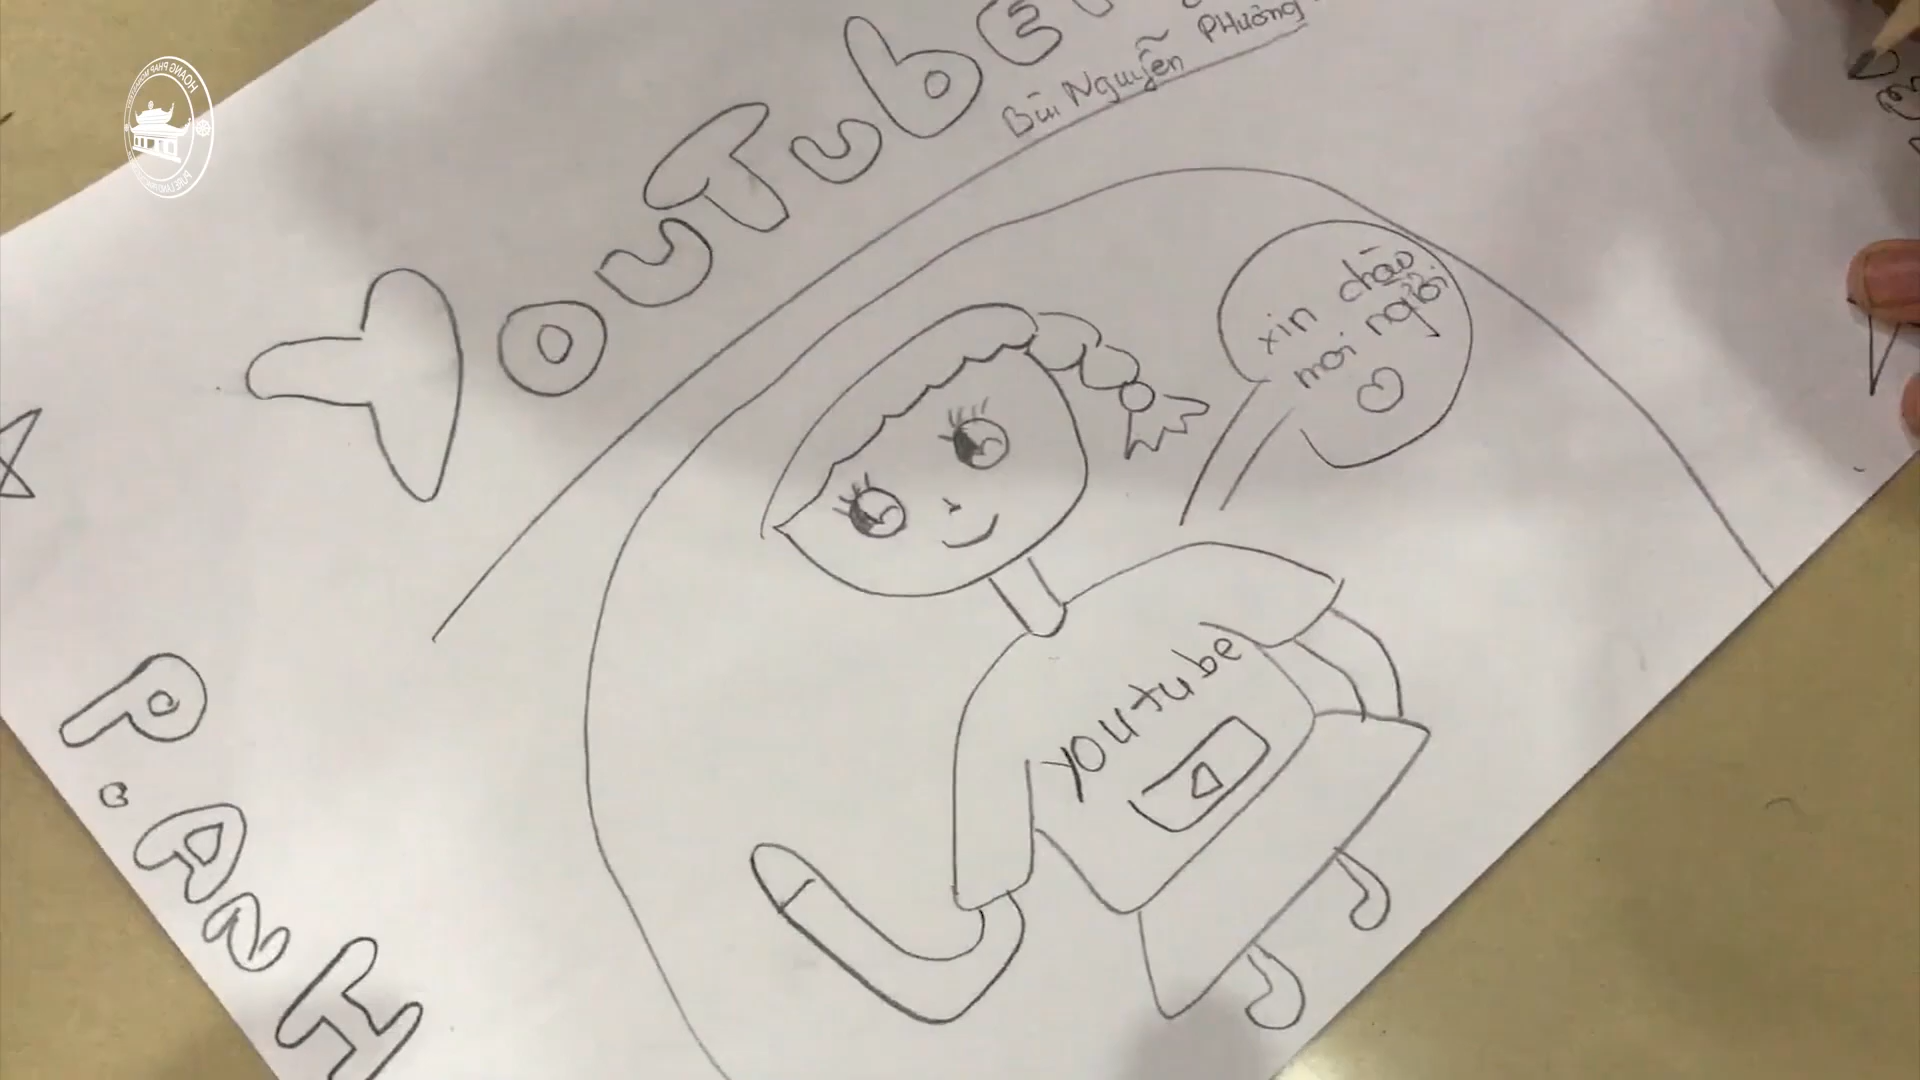 YouTube
Bùi Nguyễn Phương
xin chào
mọi người
youtube
P.ANH